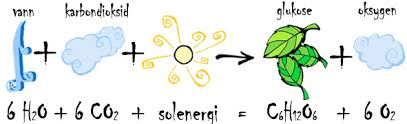 vann karbondioksid glukose oksygen
+ + → +
6 H2O + 6 CO2 + solenergi = C6H12O6 + 6 O2